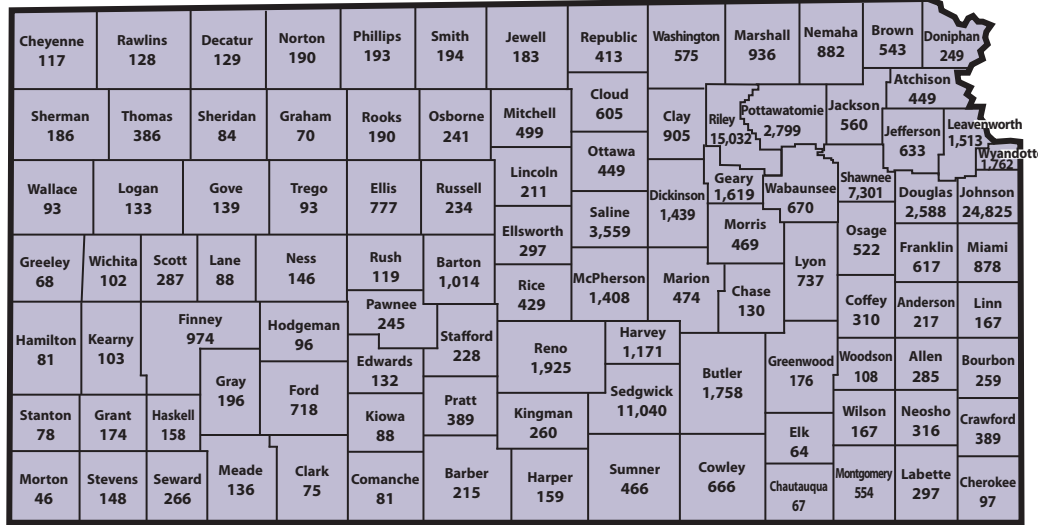 Cheyenne
117
Rawlins
128
Decatur
129
Norton
190
Phillips
193
Smith
194
Jewell
183
Republic
413
Washington
575
Marshall
936
Nemaha
882
Brown
543
Doniphan
249
Atchison
449
Sherman
186
Thomas
386
Sheridan
84
Graham
70
Rooks
190
Osborne
241
Mitchell
499
Cloud
605
Clay
905
Riley
15,032
Pottawatomie
2,799
Jackson
560
Jefferson
633
Leavenworth
1,513
Wyandotte
1,762
Ottawa
449
Lincoln
211
Wallace
93
Logan
133
Gove
139
Trego
93
Ellis
777
Russell
234
Saline
3,559
Dickinson
1,439
Geary
1,619
Wabaunsee
670
Shawnee
7,301
Douglas
2,588
Johnson
24,825
Ellsworth
297
Morris
469
Osage
522
Franklin
617
Miami
878
Greeley
68
Wichita
102
Scott
287
Lane
88
Ness
146
Rush
119
Barton
1,014
Rice
429
McPherson
1,408
Marion
474
Chase
130
Lyon
737
Coffey
310
Anderson
217
Linn
167
Hamilton
81
Kearny
103
Finney
974
Hodgeman
96
Pawnee
245
Stafford
228
Edwards
132
Reno
1,925
Harvey
1,171
Butler
1,758
Greenwood
176
Woodson
108
Allen
285
Bourbon
259
Gray
196
Ford
718
Kiowa
88
Pratt
389
Kingman
260
Sedgwick
11,040
Elk
64
Wilson
167
Neosho
316
Crawford
389
Stanton
78
Grant
174
Haskell
158
Morton
46
Stevens
148
Seward
266
Meade
136
Clark
75
Comanche
81
Barber
215
Harper
159
Sumner
466
Cowley
666
Chautauqua
67
Montgomery
554
Labette
297
Cherokee
97